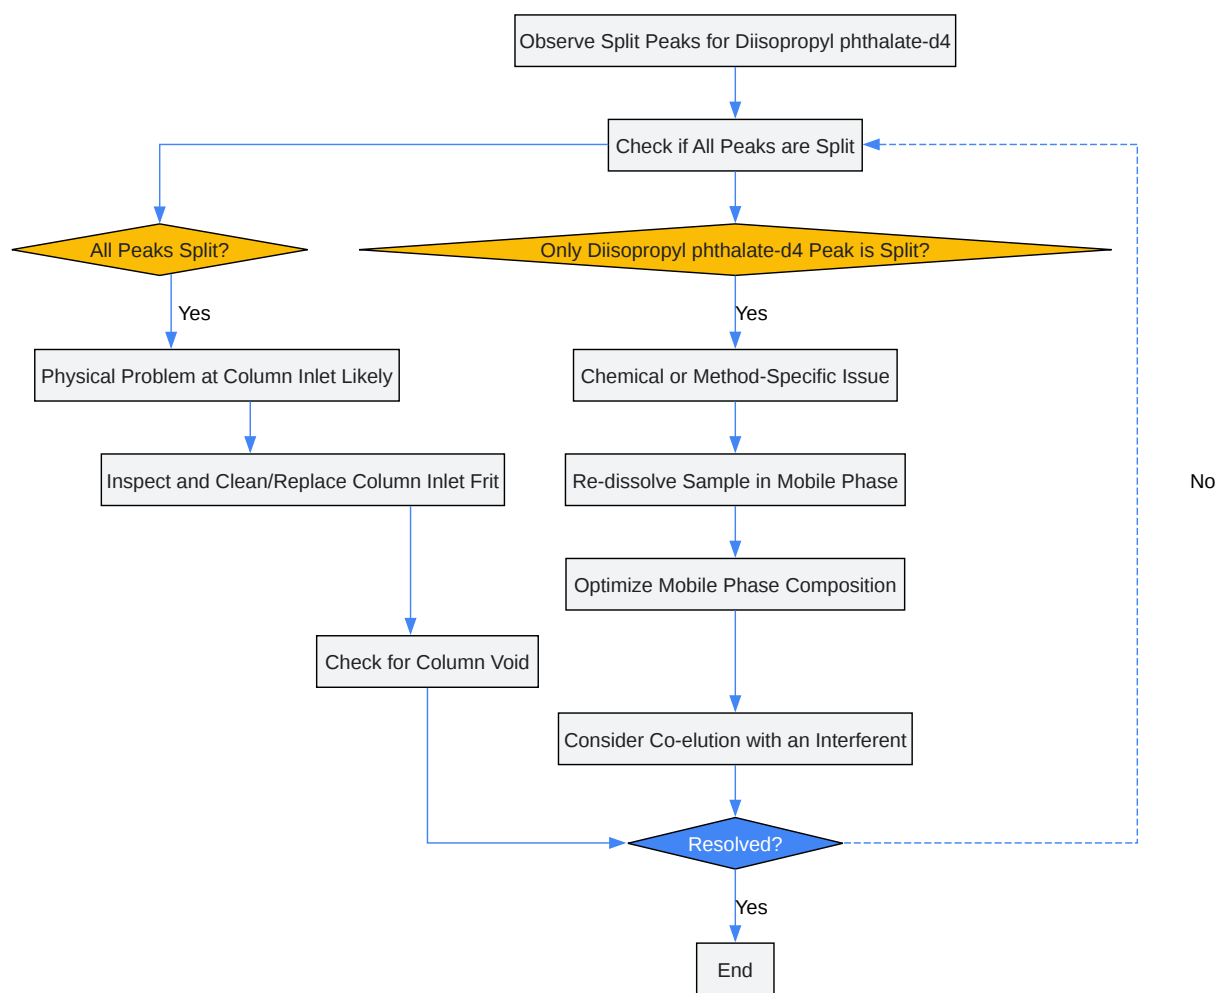 Observe Split Peaks for Diisopropyl phthalate-d4
Check if All Peaks are Split
All Peaks Split?
Only Diisopropyl phthalate-d4 Peak is Split?
Yes
Yes
Physical Problem at Column Inlet Likely
Chemical or Method-Specific Issue
Inspect and Clean/Replace Column Inlet Frit
Re-dissolve Sample in Mobile Phase
No
Optimize Mobile Phase Composition
Check for Column Void
Consider Co-elution with an Interferent
Resolved?
Yes
End